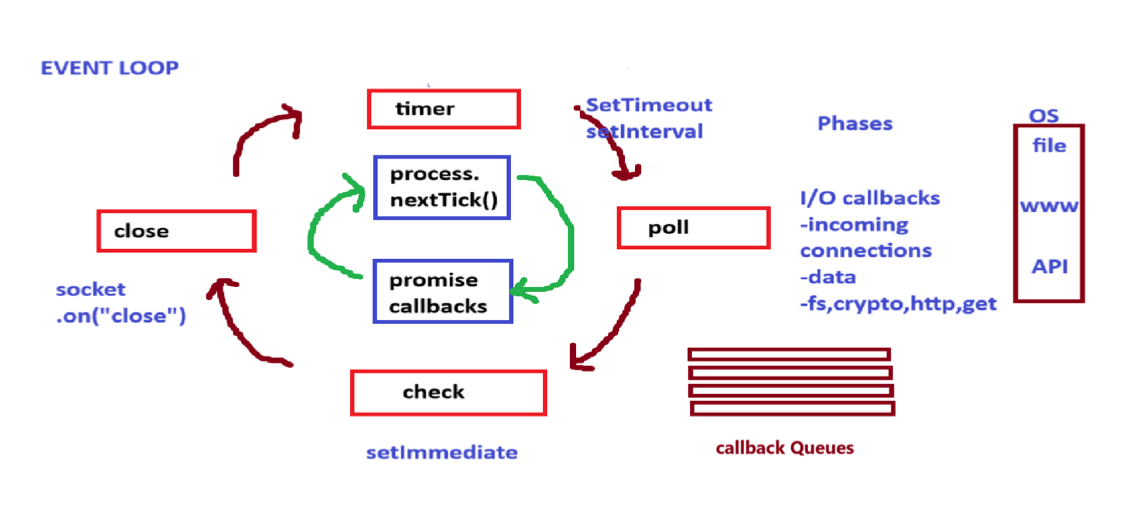 EVENT LOOP
timer
SetTimeout
setInterval
Phases
OS
file
www
API
process.
nextTick()
promise
callbacks
close
socket
.on("close")
poll
I/O callbacks
-incoming
connections
-data
-fs,crypto,http,get
check
setImmediate
callback Queues